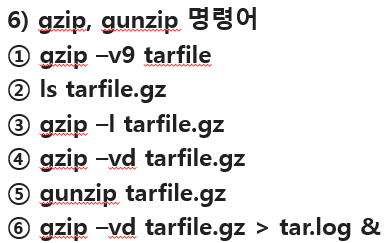 6) gzip, gunzip 명령어
① gzip –v9 tarfile
② ls tarfile.gz
③ gzip –l tarfile.gz
④ gzip –vd tarfile.gz
⑤ gunzip tarfile.gz
⑥ gzip –vd tarfile.gz > tar.log &